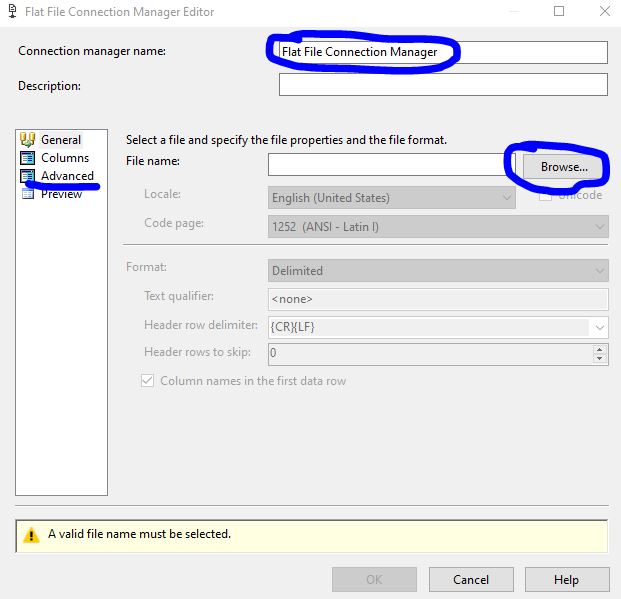 Flat File Connection Manager Editor
Connection manager name: Flat File Connection Manager
Description:
General
Columns
Advanced
Preview
Select a file and specify the file properties and the file format.
File name: Browse...
Locale: English (United States) Unicode
Code page: 1252 (ANSI - Latin I)
Format: Delimited
Text qualifier: <none>
Header row delimiter: {CR}{LF}
Header rows to skip: 0
Column names in the first data row
A valid file name must be selected.
OK Cancel Help